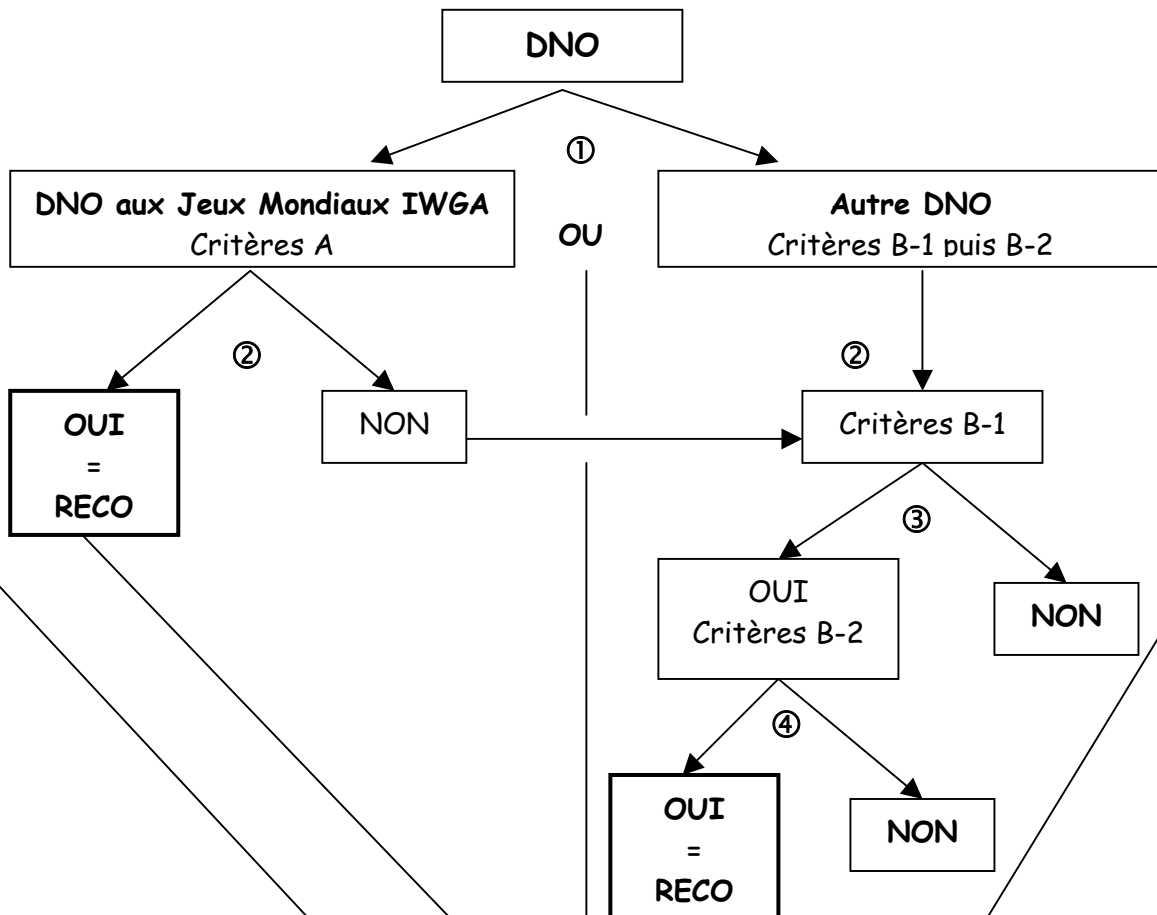 DNO
①
DNO aux Jeux Mondiaux IWGA
Critères A
OU
Autre DNO
Critères B-1 puis B-2
②
②
OUI
=
RECO
NON
Critères B-1
③
OUI
Critères B-2
NON
④
OUI
=
RECO
NON